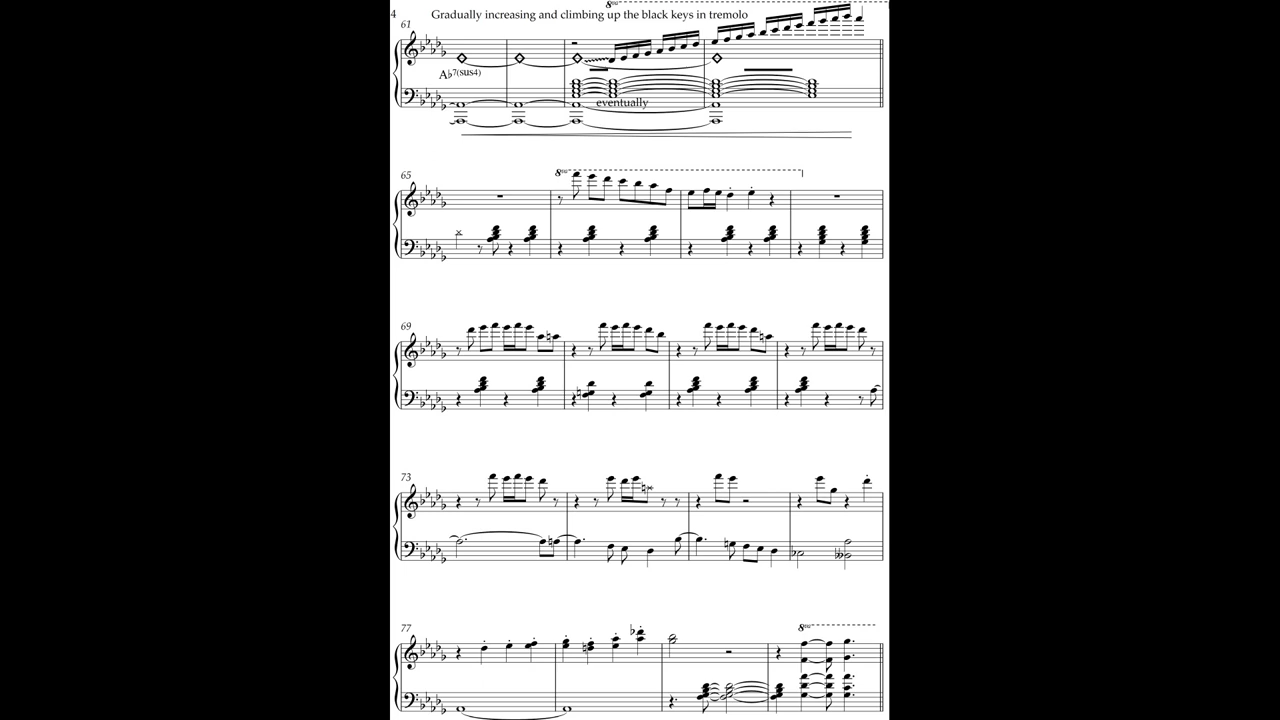 8va
4
Gradually increasing and climbing up the black keys in tremolo
61
A♭7(sus4)
eventually
65
8va
69
73
77
8va